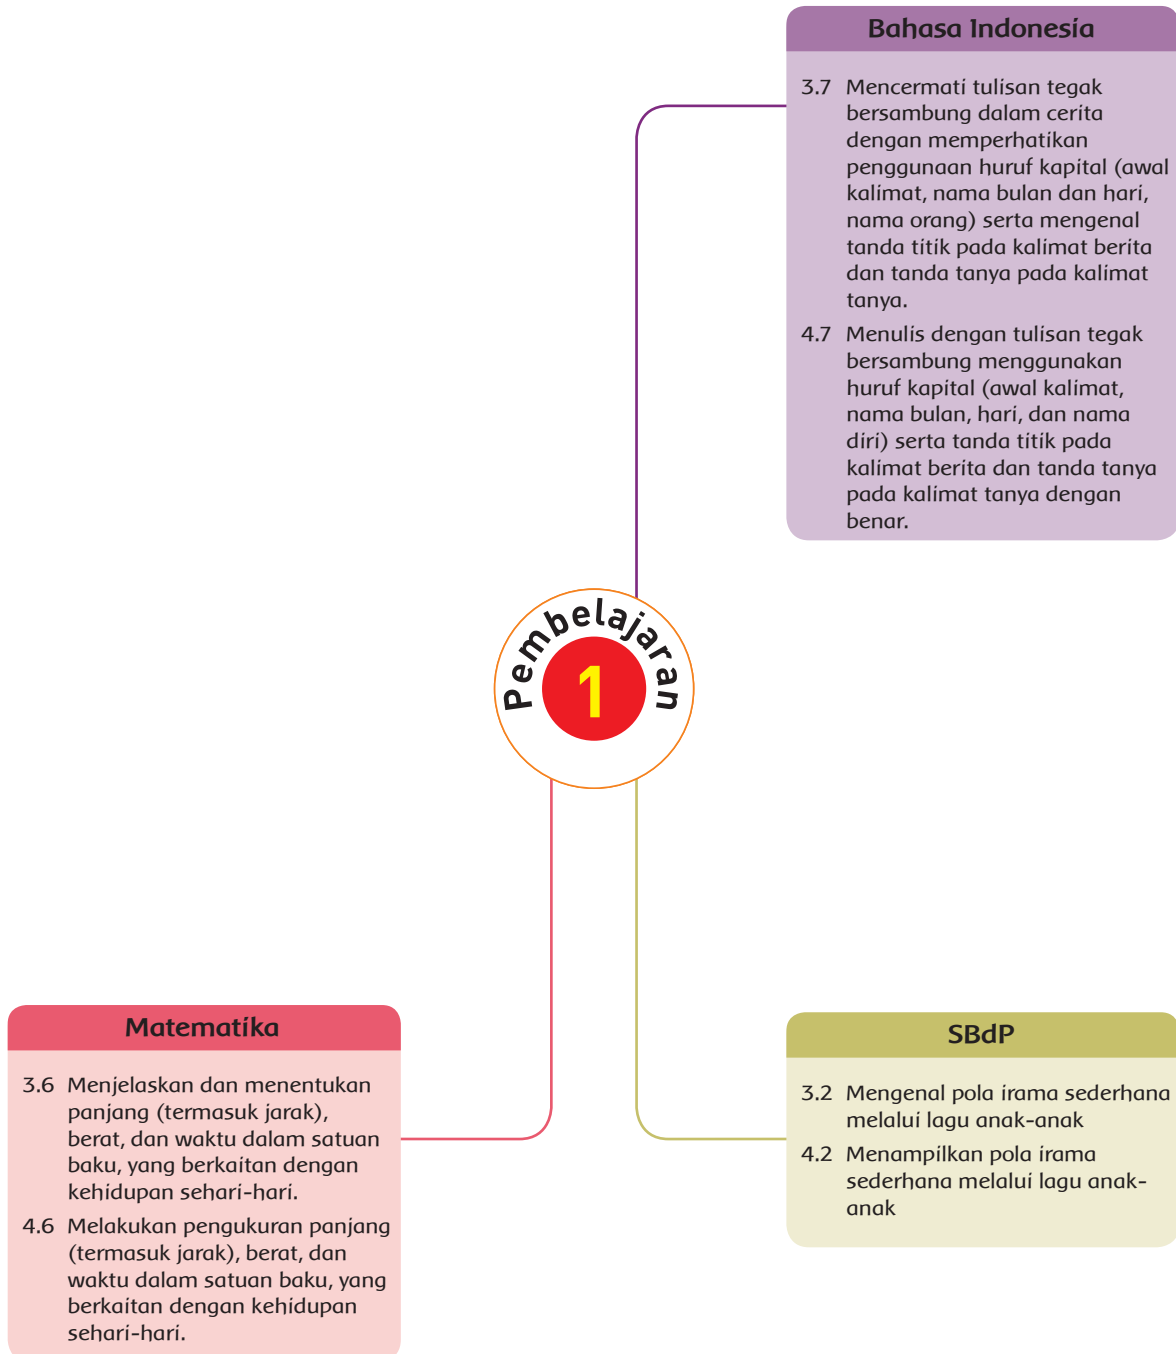 Bahasa Indonesia
3.7 Mencermati tulisan tegak
bersambung dalam cerita
dengan memperhatikan
penggunaan huruf kapital (awal
kalimat, nama bulan dan hari,
nama orang) serta mengenal
tanda titik pada kalimat berita
dan tanda tanya pada kalimat
tanya.
4.7 Menulis dengan tulisan tegak
bersambung menggunakan
huruf kapital (awal kalimat,
nama bulan, hari, dan nama
diri) serta tanda titik pada
kalimat berita dan tanda tanya
pada kalimat tanya dengan
benar.
Pembelajaran
1
Matematika
3.6 Menjelaskan dan menentukan
panjang (termasuk jarak),
berat, dan waktu dalam satuan
baku, yang berkaitan dengan
kehidupan sehari-hari.
4.6 Melakukan pengukuran panjang
(termasuk jarak), berat, dan
waktu dalam satuan baku, yang
berkaitan dengan kehidupan
sehari-hari.
SBdP
3.2 Mengenal pola irama sederhana
melalui lagu anak-anak
4.2 Menampilkan pola irama
sederhana melalui lagu anak-
anak